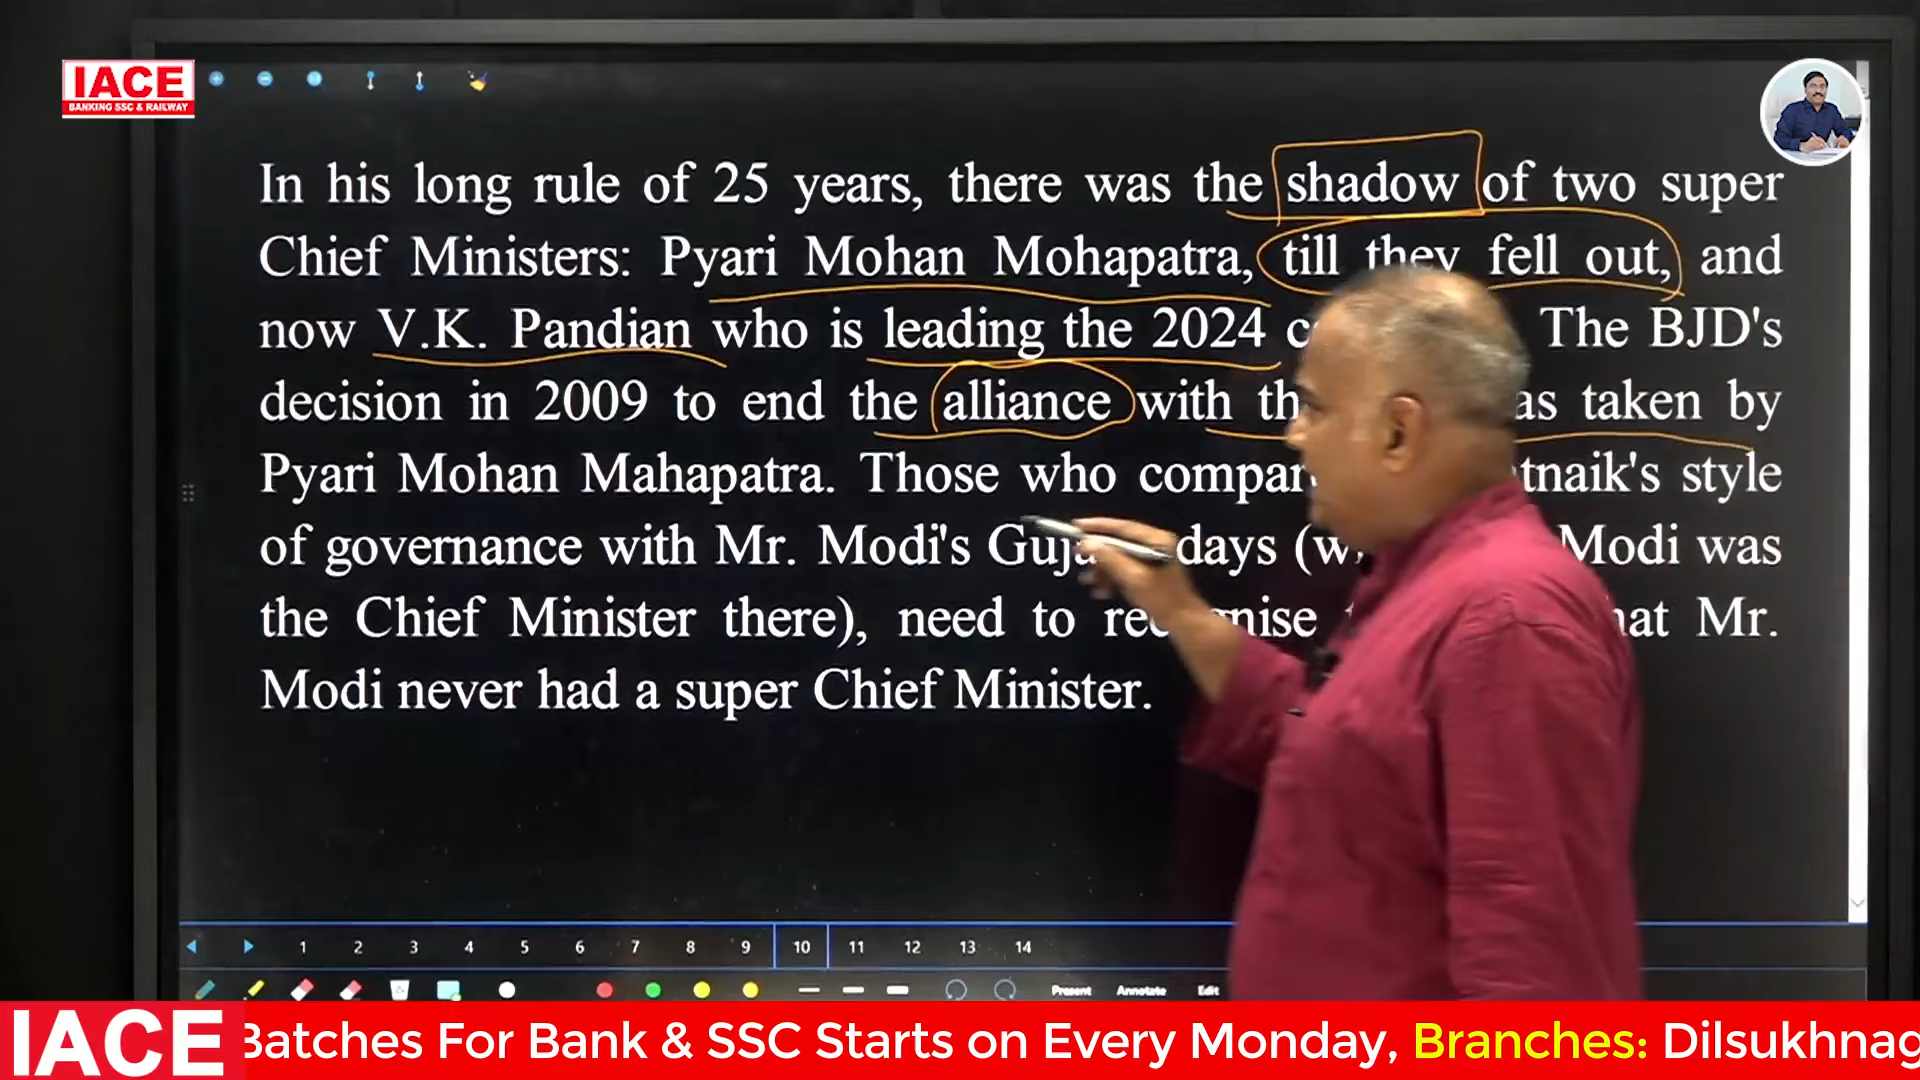 IACE
BANKING SSC & RAILWAY
In his long rule of 25 years, there was the shadow of two super
Chief Ministers: Pyari Mohan Mohapatra, till they fell out, and
now V.K. Pandian who is leading the 2024 The BJD's
decision in 2009 to end the alliance with taken by
Pyari Mohan Mahapatra. Those who style
of governance with Mr. Modi's days Modi was
the Chief Minister there), need to Mr.
Modi never had a super Chief Minister.
1 2 3 4 5 6 7 8 9 10 11 12 13 14
Present Annotate Edit
IACE Batches For Bank & SSC Starts on Every Monday, Branches: Dilsukhnag